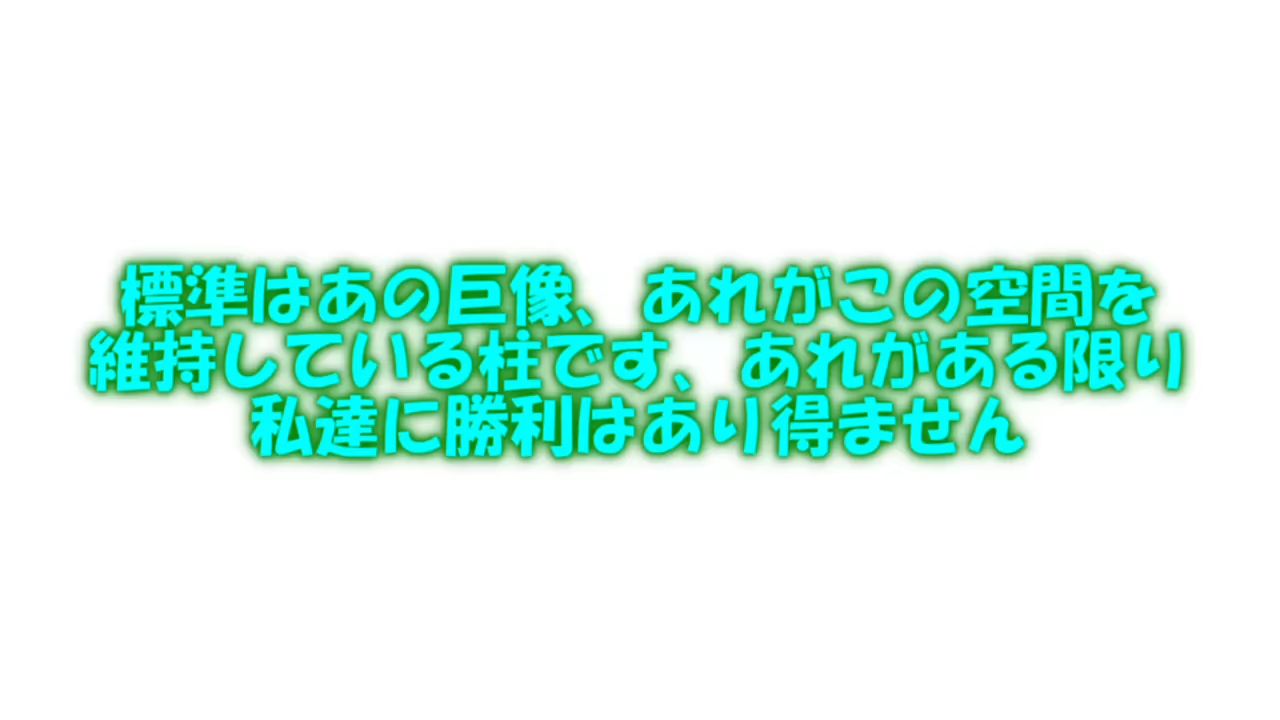 標準はあの巨像、あれがこの空間を
維持している柱です、あれがある限り
私達に勝利はあり得ません